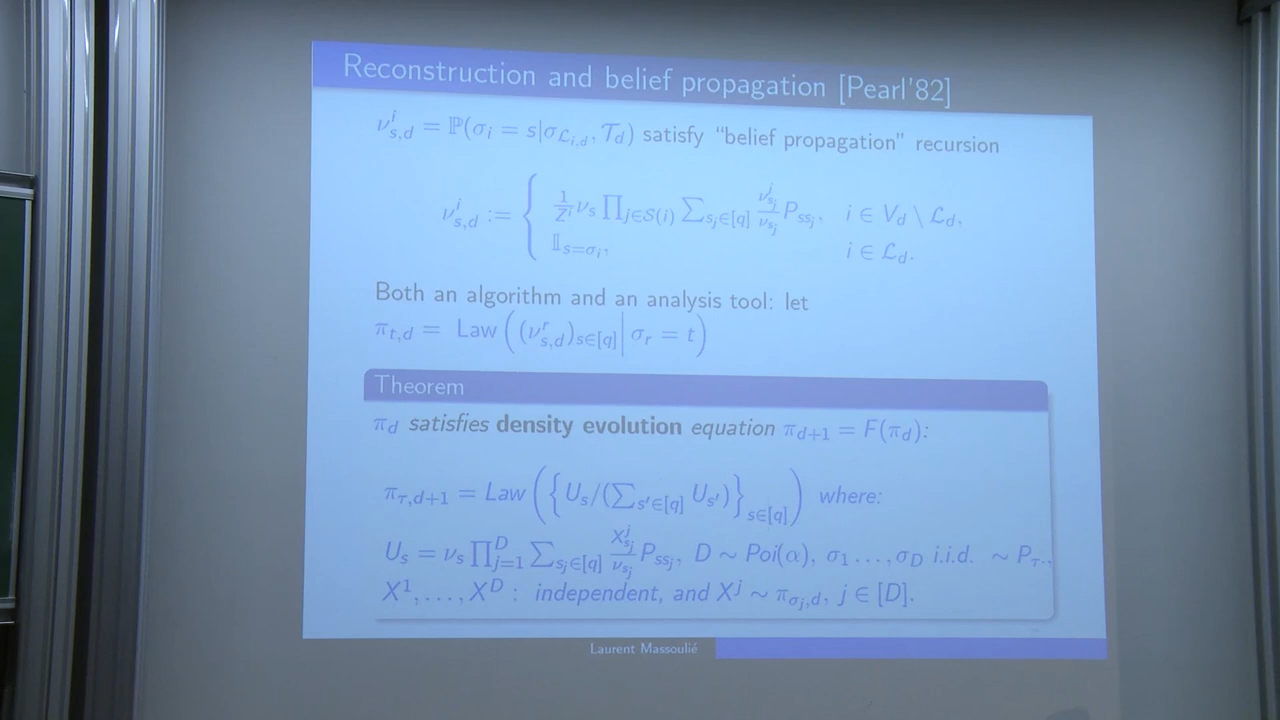 Reconstruction and belief propagation [Pearl'82]
ν^i_{s,d} = ℙ(σ_i = s|σ_{ℒ_{i,d}}, 𝒯_d) satisfy "belief propagation" recursion
ν^i_{s,d} := { 1/Z^i ν_s ∏_{j∈𝒮(i)} ∑_{s_j∈[q]} ν^j_{s_j}/ν_{s_j} P_{ss_j}, i ∈ V_d \ ℒ_d,
𝕀_{s=σ_i}, i ∈ ℒ_d.
Both an algorithm and an analysis tool: let
π_{t,d} = Law((ν^r_{s,d})_{s∈[q]}| σ_r = t)
Theorem
π_d satisfies density evolution equation π_{d+1} = F(π_d):
π_{τ,d+1} = Law({U_s/(∑_{s'∈[q]} U_{s'})}_{s∈[q]}) where:
U_s = ν_s ∏_{j=1}^D ∑_{s_j∈[q]} X^j_{s_j}/ν_{s_j} P_{ss_j}, D ∼ Poi(α), σ_1 ..., σ_D i.i.d. ∼ P_{τ·}.
X^1, ..., X^D : independent, and X^j ∼ π_{σ_j,d}, j ∈ [D].
Laurent Massoulié